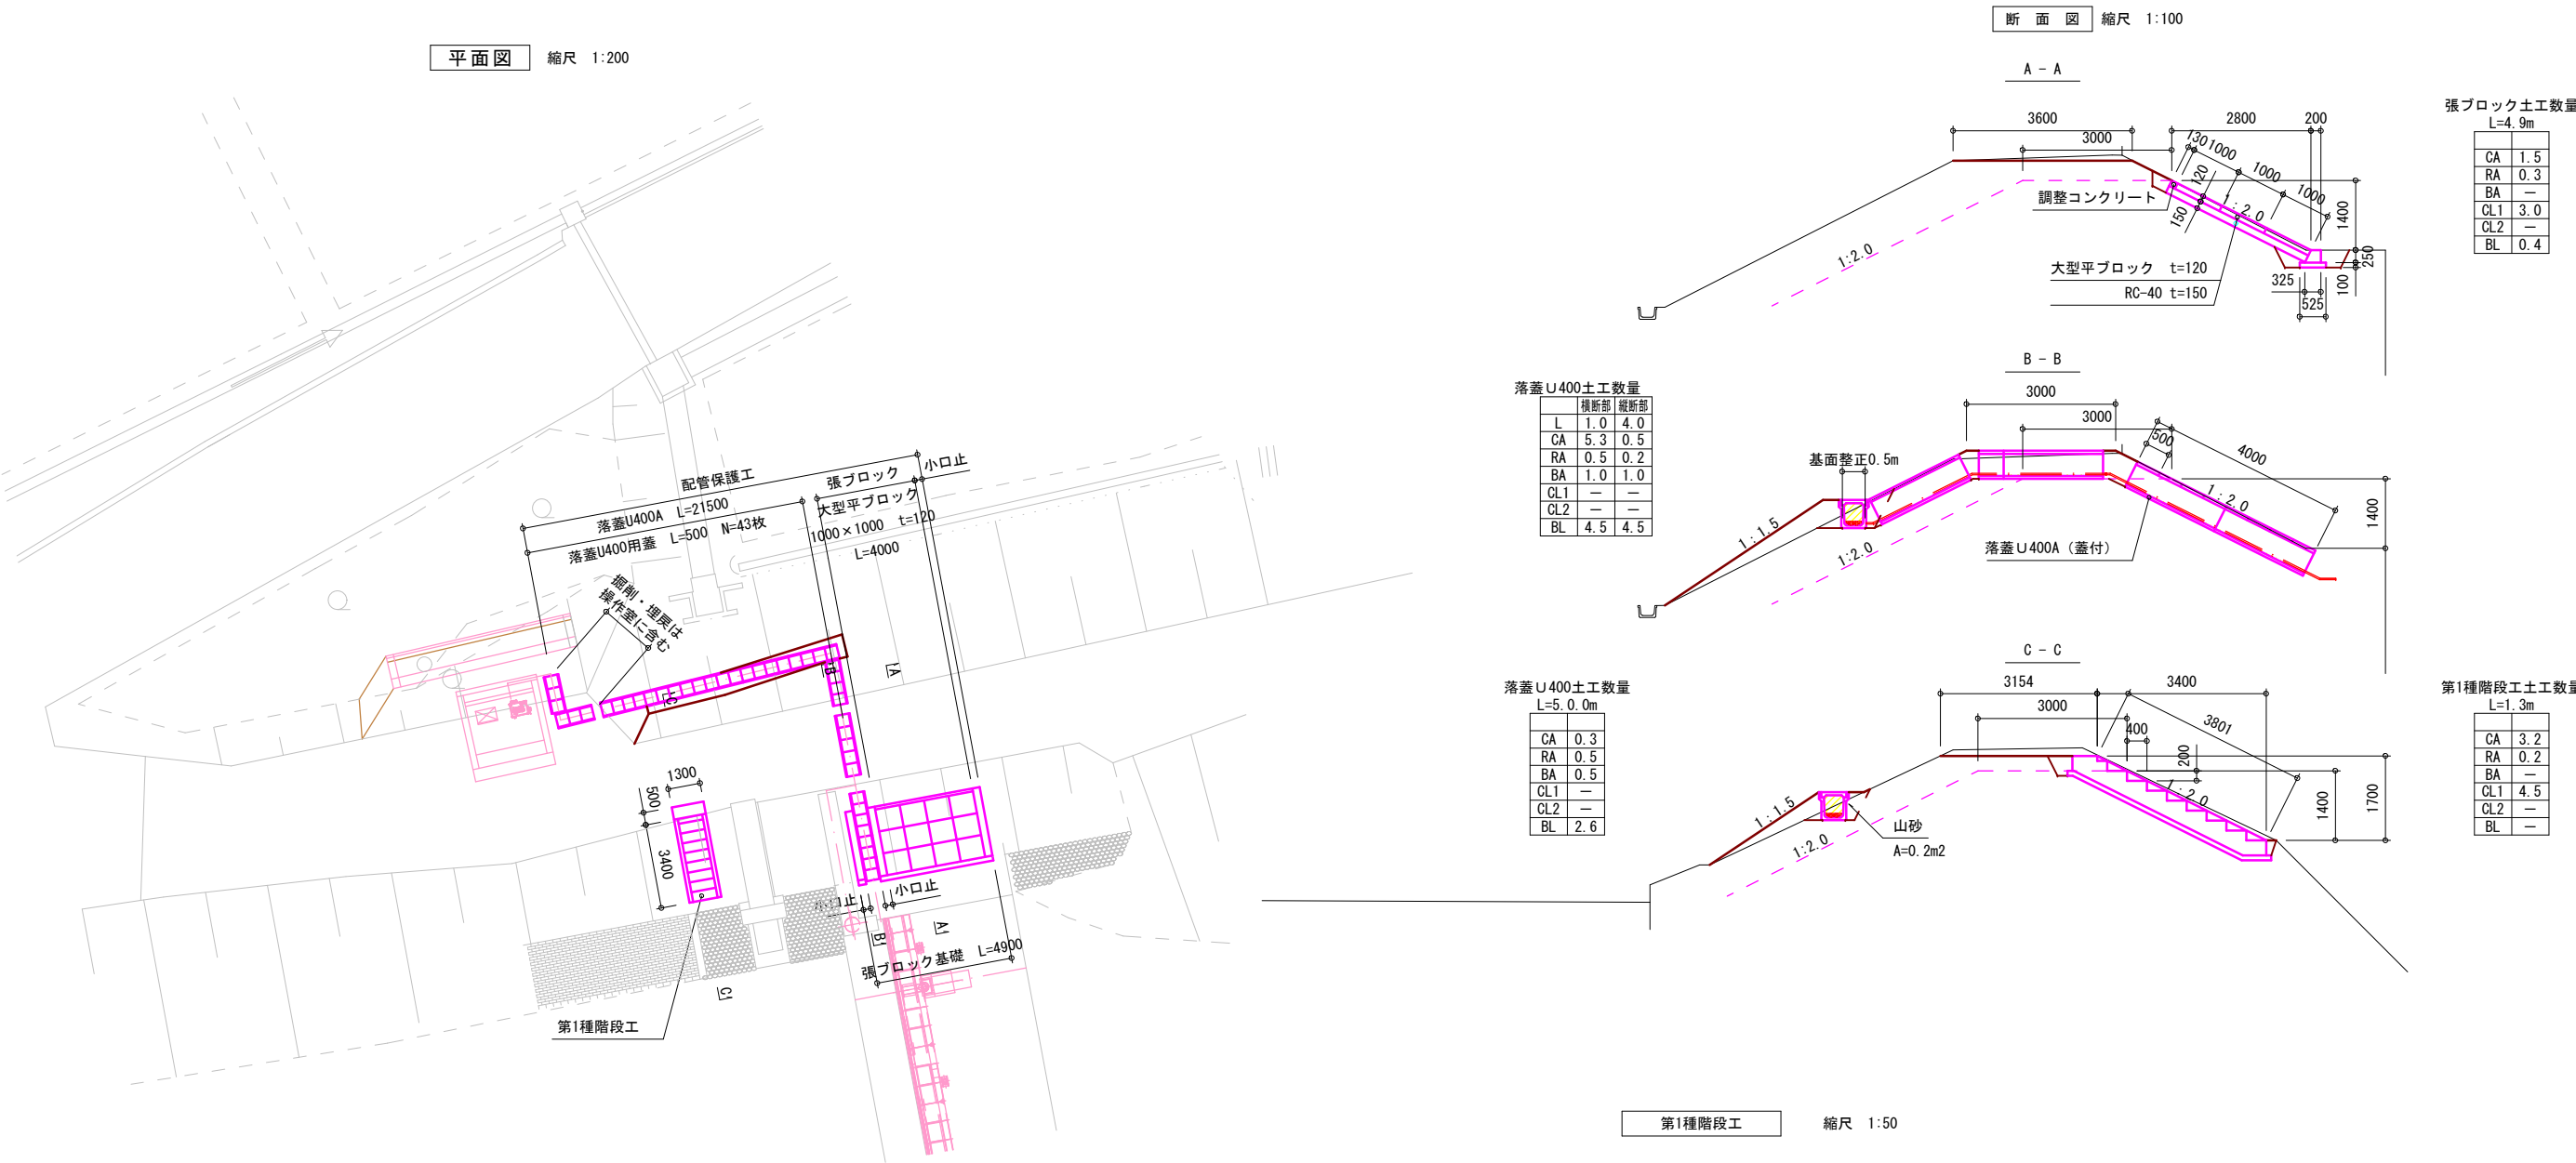 平面図 縮尺 1:200
配管保護工
落蓋U400A L=21500
落蓋U400用蓋 L=500 N=43枚
張ブロック
小口止
大型平ブロック
1000×1000 t=120
L=4000
掘削・埋戻は
操作室に含む
B
A
C
1300
500
3400
小口止
小口止
A'
B'
C'
張ブロック基礎 L=4900
第1種階段工
断 面 図 縮尺 1:100
A - A
3600
3000
2800
200
130
1000
1000
1000
120
150
1:2.0
1400
250
100
調整コンクリート
1:2.0
大型平ブロック t=120
RC-40 t=150
325
525
張ブロック土工数量
L=4.9m
CA 1.5
RA 0.3
BA －
CL1 3.0
CL2 －
BL 0.4
B - B
落蓋U400土工数量
横断部 縦断部
L 1.0 4.0
CA 5.3 0.5
RA 0.5 0.2
BA 1.0 1.0
CL1 － －
CL2 － －
BL 4.5 4.5
3000
3000
500
4000
基面整正0.5m
1:1.5
1:2.0
1:2.0
1400
落蓋U400A（蓋付）
C - C
落蓋U400土工数量
L=5.0.0m
CA 0.3
RA 0.5
BA 0.5
CL1 －
CL2 －
BL 2.6
3154
3400
3000
3801
400
200
1:1.5
1:2.0
1:2.0
1400
1700
山砂
A=0.2m2
第1種階段工土工数量
L=1.3m
CA 3.2
RA 0.2
BA －
CL1 4.5
CL2 －
BL －
第1種階段工 縮尺 1:50